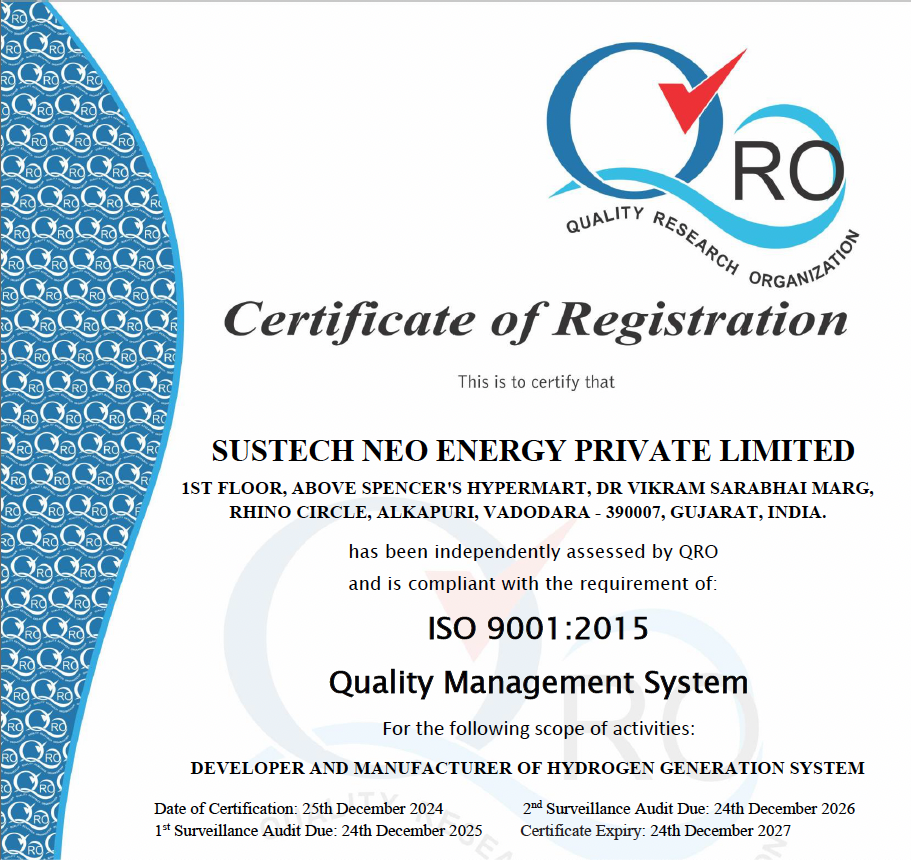 QRO
QUALITY RESEARCH ORGANIZATION
Certificate of Registration
This is to certify that
SUSTECH NEO ENERGY PRIVATE LIMITED
1ST FLOOR, ABOVE SPENCER'S HYPERMART, DR VIKRAM SARABHAI MARG,
RHINO CIRCLE, ALKAPURI, VADODARA - 390007, GUJARAT, INDIA.
has been independently assessed by QRO
and is compliant with the requirement of:
ISO 9001:2015
Quality Management System
For the following scope of activities:
DEVELOPER AND MANUFACTURER OF HYDROGEN GENERATION SYSTEM
Date of Certification: 25th December 2024 2nd Surveillance Audit Due: 24th December 2026
1st Surveillance Audit Due: 24th December 2025 Certificate Expiry: 24th December 2027